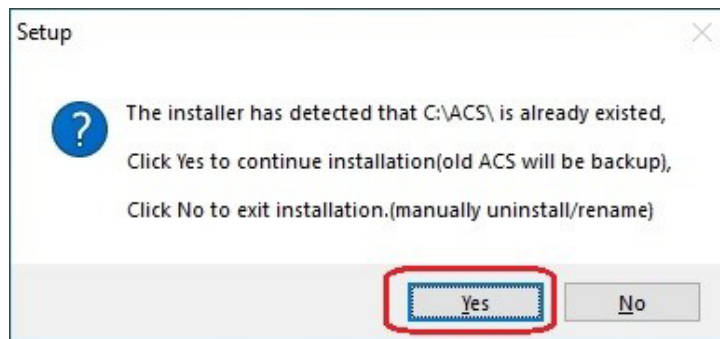 Setup
The installer has detected that C:\ACS\ is already existed,
Click Yes to continue installation(old ACS will be backup),
Click No to exit installation.(manually uninstall/rename)
Yes
No